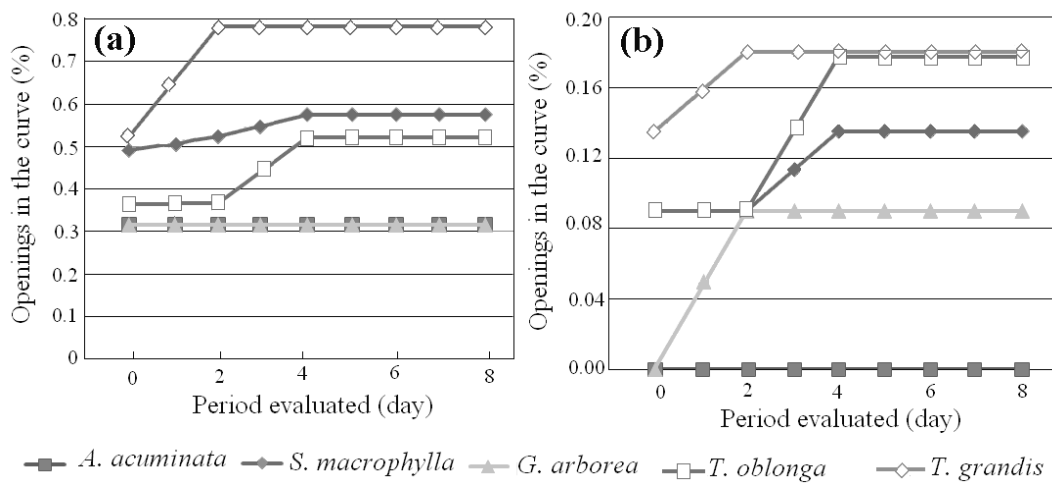 (a)
Openings in the curve (%)
0.8
0.7
0.6
0.5
0.4
0.3
0.2
0.1
0
0 2 4 6 8
Period evaluated (day)
(b)
Openings in the curve (%)
0.20
0.16
0.12
0.08
0.04
0.00
0 2 4 6 8
Period evaluated (day)
A. acuminata S. macrophylla G. arborea T. oblonga T. grandis